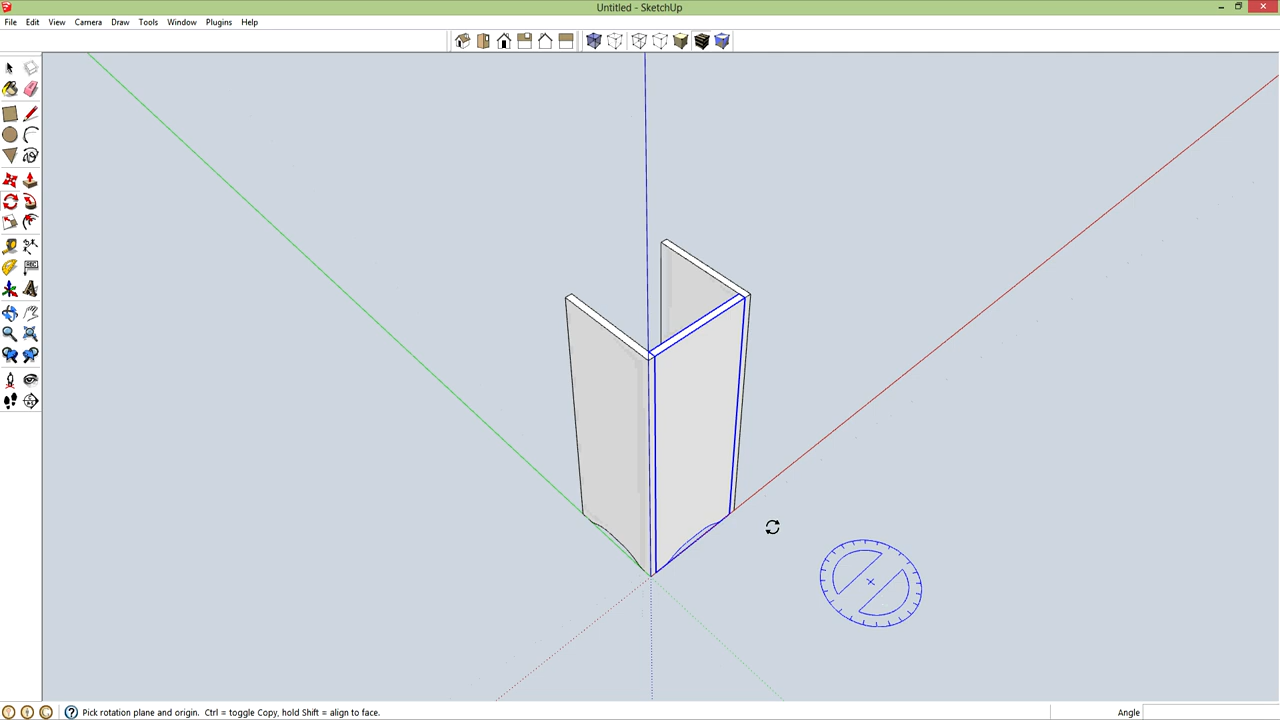 Untitled - SketchUp
File Edit View Camera Draw Tools Window Plugins Help
ABC
Pick rotation plane and origin. Ctrl = toggle Copy, hold Shift = align to face.
Angle